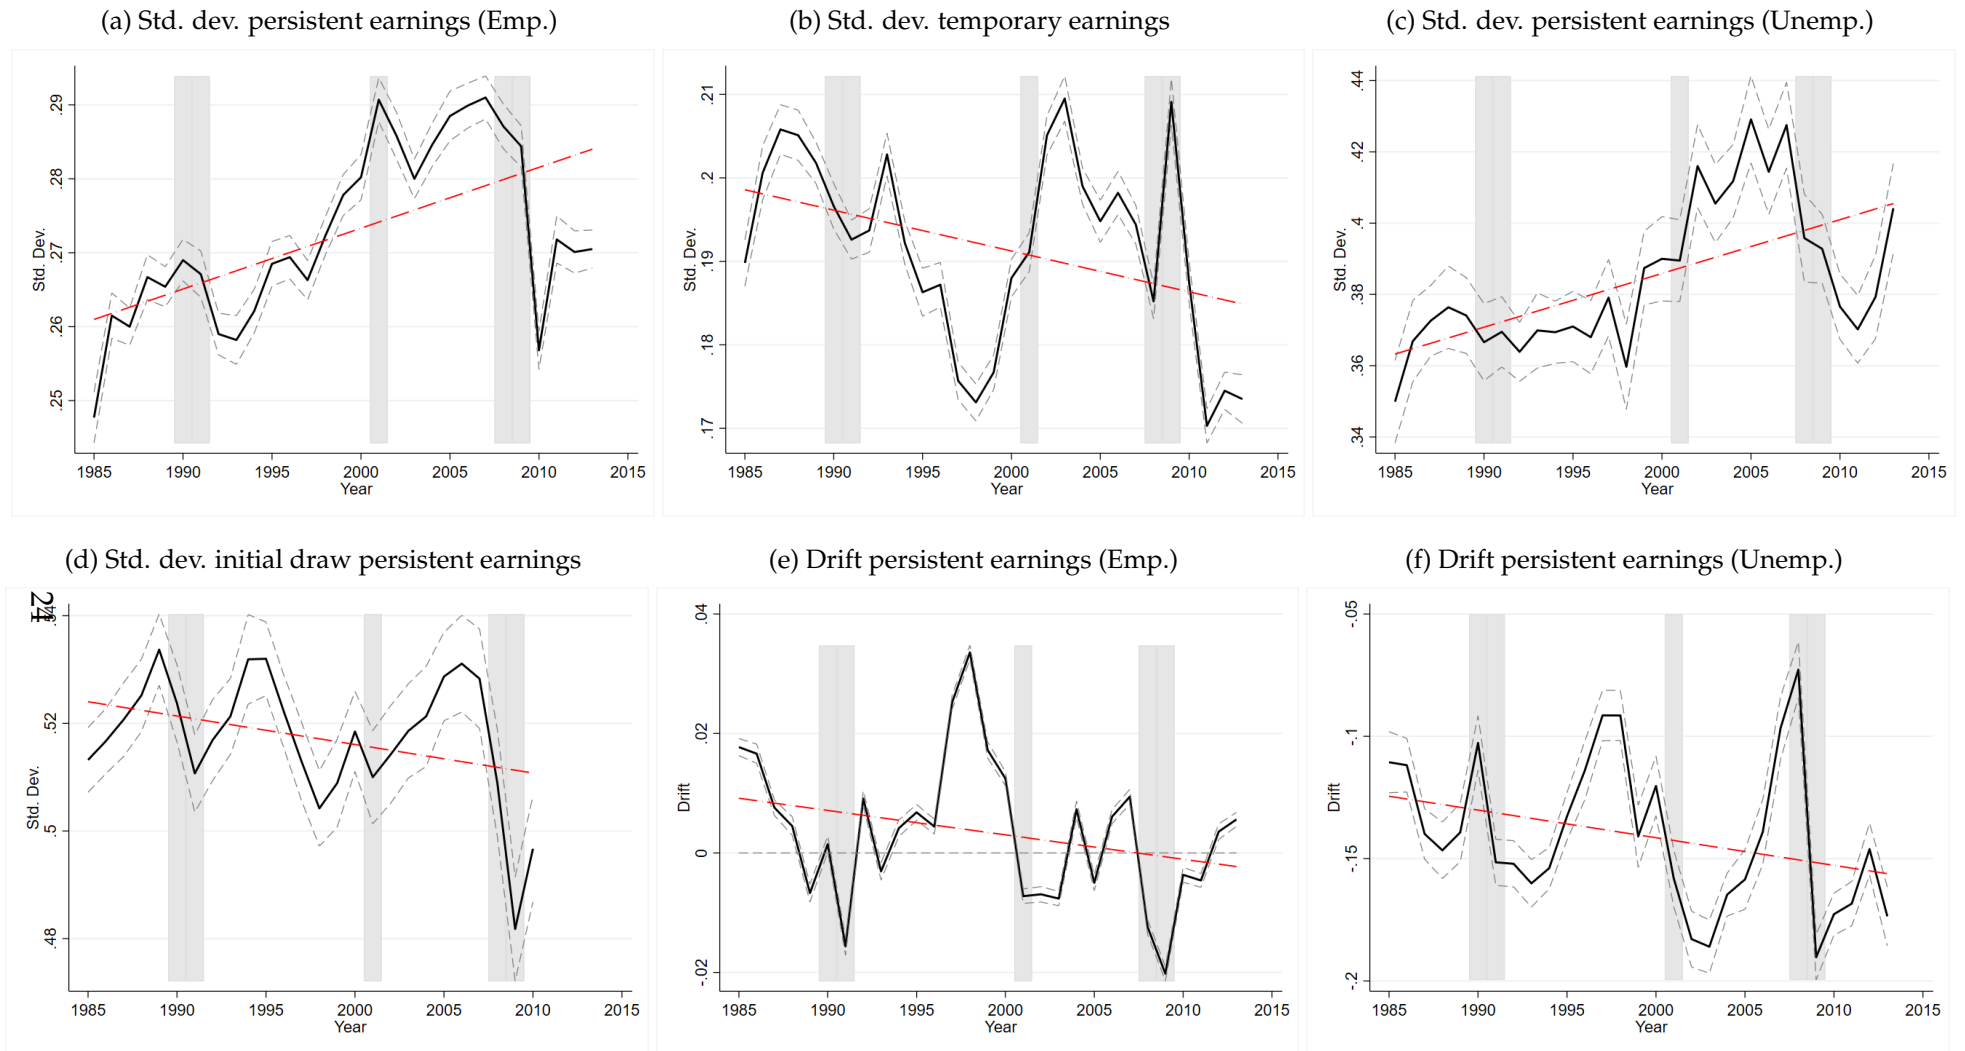 (a) Std. dev. persistent earnings (Emp.)
(b) Std. dev. temporary earnings
(c) Std. dev. persistent earnings (Unemp.)
.29
.28
.27
.26
.25
Std. Dev.
1985 1990 1995 2000 2005 2010 2015
Year
.21
.2
.19
.18
.17
Std. Dev.
1985 1990 1995 2000 2005 2010 2015
Year
.44
.42
.4
.38
.36
.34
Std. Dev.
1985 1990 1995 2000 2005 2010 2015
Year
(d) Std. dev. initial draw persistent earnings
(e) Drift persistent earnings (Emp.)
(f) Drift persistent earnings (Unemp.)
24
.54
.52
.5
.48
Std. Dev.
1985 1990 1995 2000 2005 2010 2015
Year
.04
.02
0
-.02
Drift
1985 1990 1995 2000 2005 2010 2015
Year
-.05
-.1
-.15
-.2
Drift
1985 1990 1995 2000 2005 2010 2015
Year